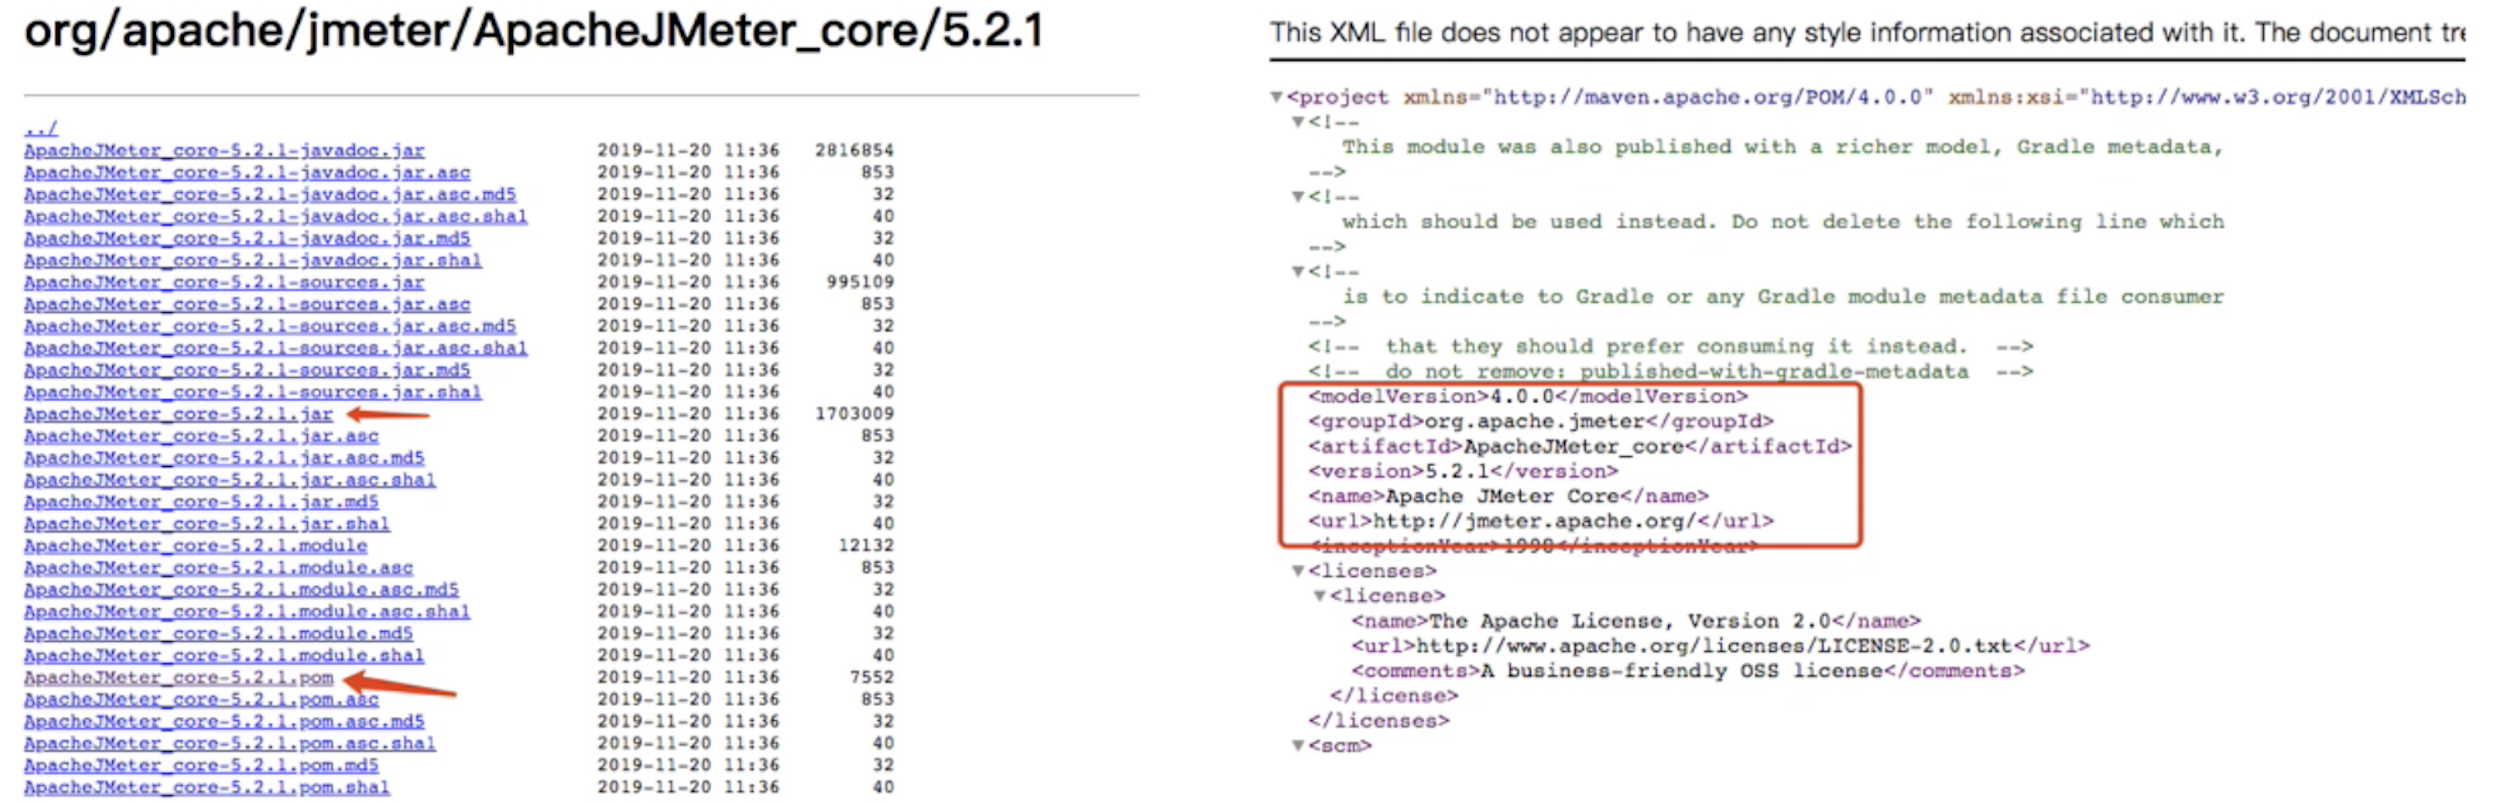 org/apache/jmeter/ApacheJMeter_core/5.2.1
../
ApacheJMeter_core-5.2.1-javadoc.jar 2019-11-20 11:36 2816854
ApacheJMeter_core-5.2.1-javadoc.jar.asc 2019-11-20 11:36 853
ApacheJMeter_core-5.2.1-javadoc.jar.asc.md5 2019-11-20 11:36 32
ApacheJMeter_core-5.2.1-javadoc.jar.asc.sha1 2019-11-20 11:36 40
ApacheJMeter_core-5.2.1-javadoc.jar.md5 2019-11-20 11:36 32
ApacheJMeter_core-5.2.1-javadoc.jar.sha1 2019-11-20 11:36 40
ApacheJMeter_core-5.2.1-sources.jar 2019-11-20 11:36 995109
ApacheJMeter_core-5.2.1-sources.jar.asc 2019-11-20 11:36 853
ApacheJMeter_core-5.2.1-sources.jar.asc.md5 2019-11-20 11:36 32
ApacheJMeter_core-5.2.1-sources.jar.asc.sha1 2019-11-20 11:36 40
ApacheJMeter_core-5.2.1-sources.jar.md5 2019-11-20 11:36 32
ApacheJMeter_core-5.2.1-sources.jar.sha1 2019-11-20 11:36 40
ApacheJMeter_core-5.2.1.jar 2019-11-20 11:36 1703009
ApacheJMeter_core-5.2.1.jar.asc 2019-11-20 11:36 853
ApacheJMeter_core-5.2.1.jar.asc.md5 2019-11-20 11:36 32
ApacheJMeter_core-5.2.1.jar.asc.sha1 2019-11-20 11:36 40
ApacheJMeter_core-5.2.1.jar.md5 2019-11-20 11:36 32
ApacheJMeter_core-5.2.1.jar.sha1 2019-11-20 11:36 40
ApacheJMeter_core-5.2.1.module 2019-11-20 11:36 12132
ApacheJMeter_core-5.2.1.module.asc 2019-11-20 11:36 853
ApacheJMeter_core-5.2.1.module.asc.md5 2019-11-20 11:36 32
ApacheJMeter_core-5.2.1.module.asc.sha1 2019-11-20 11:36 40
ApacheJMeter_core-5.2.1.module.md5 2019-11-20 11:36 32
ApacheJMeter_core-5.2.1.module.sha1 2019-11-20 11:36 40
ApacheJMeter_core-5.2.1.pom 2019-11-20 11:36 7552
ApacheJMeter_core-5.2.1.pom.asc 2019-11-20 11:36 853
ApacheJMeter_core-5.2.1.pom.asc.md5 2019-11-20 11:36 32
ApacheJMeter_core-5.2.1.pom.asc.sha1 2019-11-20 11:36 40
ApacheJMeter_core-5.2.1.pom.md5 2019-11-20 11:36 32
ApacheJMeter_core-5.2.1.pom.sha1 2019-11-20 11:36 40
This XML file does not appear to have any style information associated with it. The document tre
<project xmlns="http://maven.apache.org/POM/4.0.0" xmlns:xsi="http://www.w3.org/2001/XMLSch
<!--
This module was also published with a richer model, Gradle metadata,
-->
<!--
which should be used instead. Do not delete the following line which
-->
<!--
is to indicate to Gradle or any Gradle module metadata file consumer
-->
<!-- that they should prefer consuming it instead. -->
<!-- do not remove: published-with-gradle-metadata -->
<modelVersion>4.0.0</modelVersion>
<groupId>org.apache.jmeter</groupId>
<artifactId>ApacheJMeter_core</artifactId>
<version>5.2.1</version>
<name>Apache JMeter Core</name>
<url>http://jmeter.apache.org/</url>
<inceptionYear>1998</inceptionYear>
<licenses>
<license>
<name>The Apache License, Version 2.0</name>
<url>http://www.apache.org/licenses/LICENSE-2.0.txt</url>
<comments>A business-friendly OSS license</comments>
</license>
</licenses>
<scm>